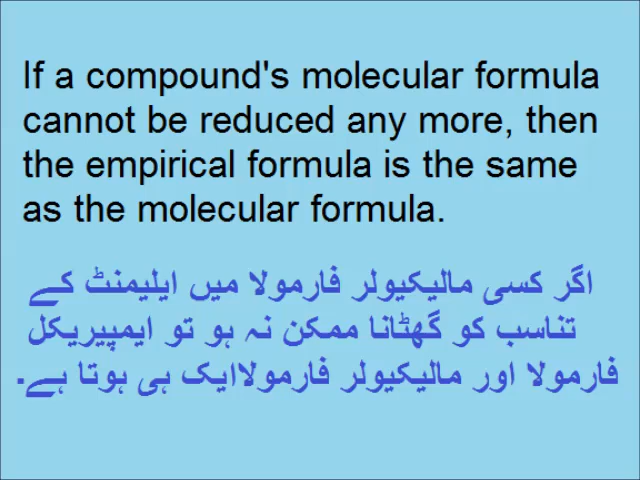 If a compound's molecular formula
cannot be reduced any more, then
the empirical formula is the same
as the molecular formula.
اگر کسی مالیکیولر فارمولا میں ایلیمنٹ کے
تناسب کو گھٹانا ممکن نہ ہو تو ایمپیریکل
فارمولا اور مالیکیولر فارمولاایک ہی ہوتا ہے۔